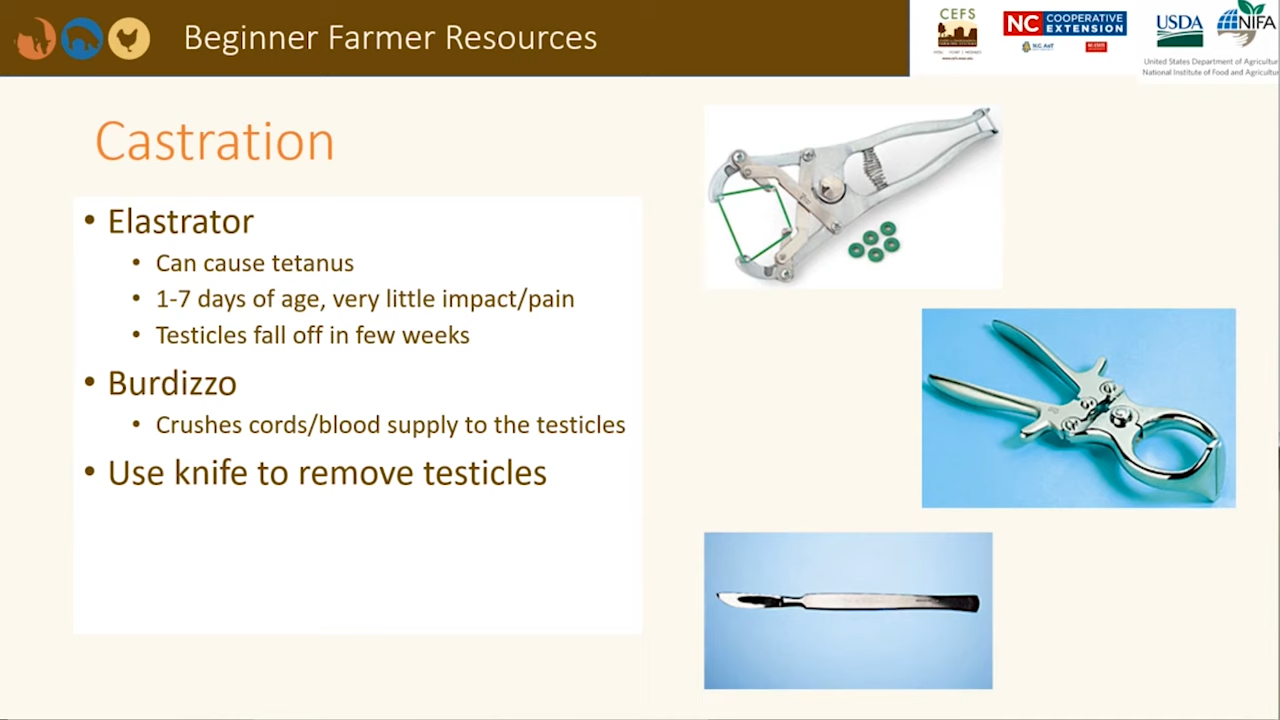 Beginner Farmer Resources
CEFS
NC COOPERATIVE
EXTENSION
USDA
NIFA
United States Department of Agricultur
National Institute of Food and Agricultur
Castration
• Elastrator
• Can cause tetanus
• 1-7 days of age, very little impact/pain
• Testicles fall off in few weeks
• Burdizzo
• Crushes cords/blood supply to the testicles
• Use knife to remove testicles